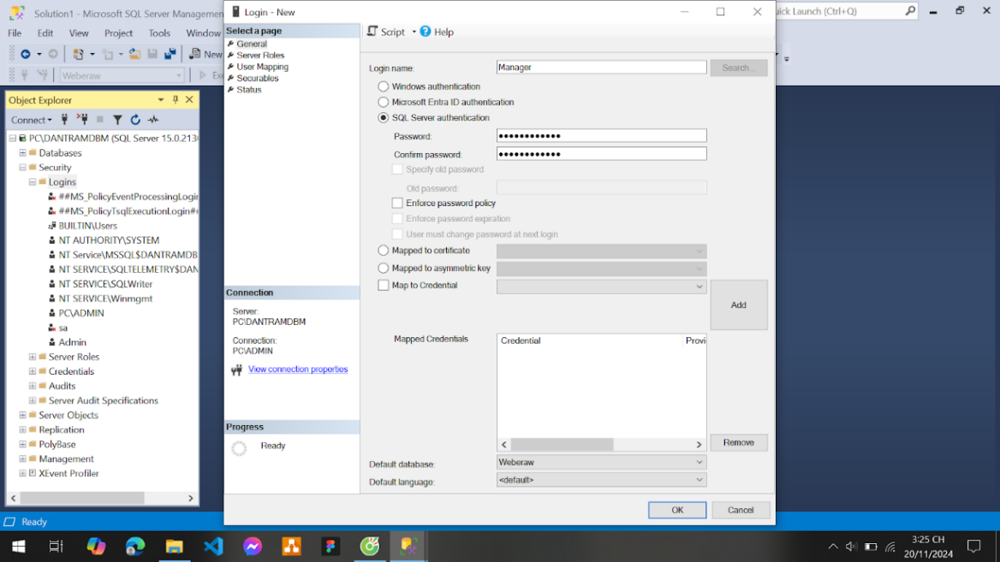 Solution1 - Microsoft SQL Server Managemen
uick Launch (Ctrl+Q)
File Edit View Project Tools Window
New
Weberaw
Exe
Object Explorer
Connect
PC\DANTRAMDBM (SQL Server 15.0.213
Databases
Security
Logins
##MS_PolicyEventProcessingLogin
##MS_PolicyTsqlExecutionLogin##
BUILTIN\Users
NT AUTHORITY\SYSTEM
NT Service\MSSQL$DANTRAMDB
NT SERVICE\SQLTELEMETRY$DAN
NT SERVICE\SQLWriter
NT SERVICE\Winmgmt
PC\ADMIN
sa
Admin
Server Roles
Credentials
Audits
Server Audit Specifications
Server Objects
Replication
PolyBase
Management
XEvent Profiler
Ready
Login - New
Select a page
General
Server Roles
User Mapping
Securables
Status
Connection
Server:
PC\DANTRAMDBM
Connection:
PC\ADMIN
View connection properties
Progress
Ready
Script Help
Login name: Manager Search...
Windows authentication
Microsoft Entra ID authentication
SQL Server authentication
Password: ●●●●●●●●●●●●
Confirm password: ●●●●●●●●●●●●
Specify old password
Old password:
Enforce password policy
Enforce password expiration
User must change password at next login
Mapped to certificate
Mapped to asymmetric key
Map to Credential
Add
Mapped Credentials
Credential Provi
Remove
Default database: Weberaw
Default language: <default>
OK Cancel
3:25 CH
20/11/2024